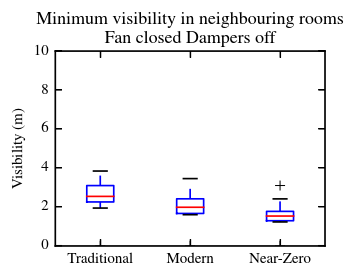 Minimum visibility in neighbouring rooms
Fan closed Dampers off
Visibility (m)
10
8
6
4
2
0
Traditional Modern Near-Zero